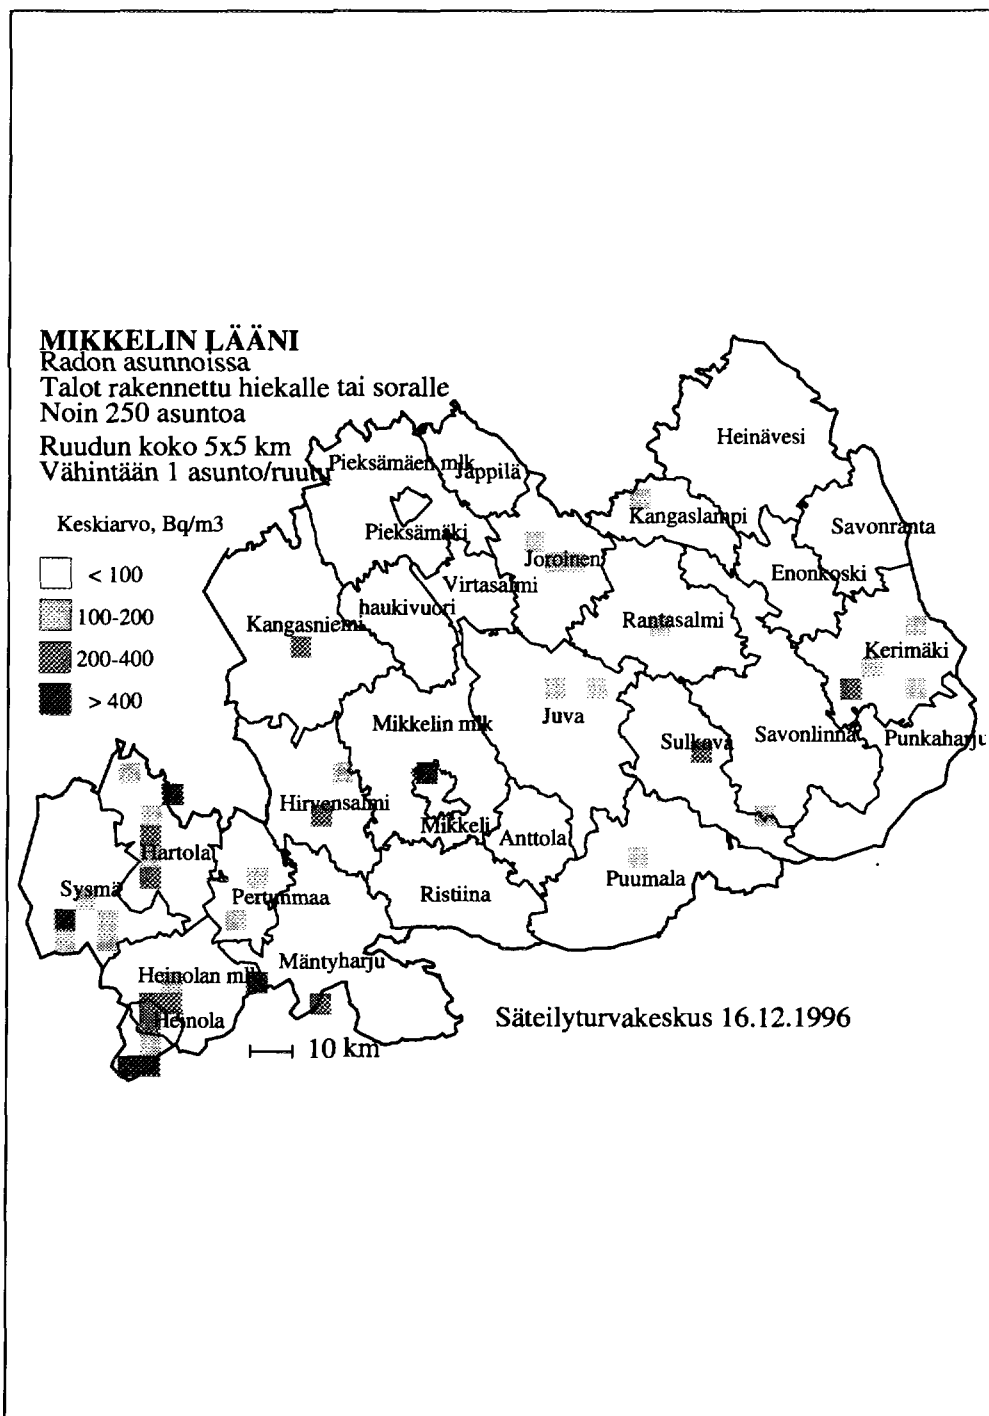 MIKKELIN LÄÄNI
Radon asunnoissa
Talot rakennettu hiekalle tai soralle
Noin 250 asuntoa
Ruudun koko 5x5 km
Vähintään 1 asunto/ruutu
Keskiarvo, Bq/m3
< 100
100-200
200-400
> 400
Heinävesi
Pieksämäen mlk
Jäppilä
Kangaslampi
Savonranta
Pieksämäki
Joroinen
Enonkoski
Virtasalmi
haukivuori
Kangasniemi
Rantasalmi
Kerimäki
Juva
Mikkelin mlk
Sulkava
Savonlinna
Punkaharju
Hirvensalmi
Mikkeli
Anttola
Hartola
Puumala
Sysmä
Pertunmaa
Ristiina
Heinolan mlk
Mäntyharju
Heinola
Säteilyturvakeskus 16.12.1996
10 km